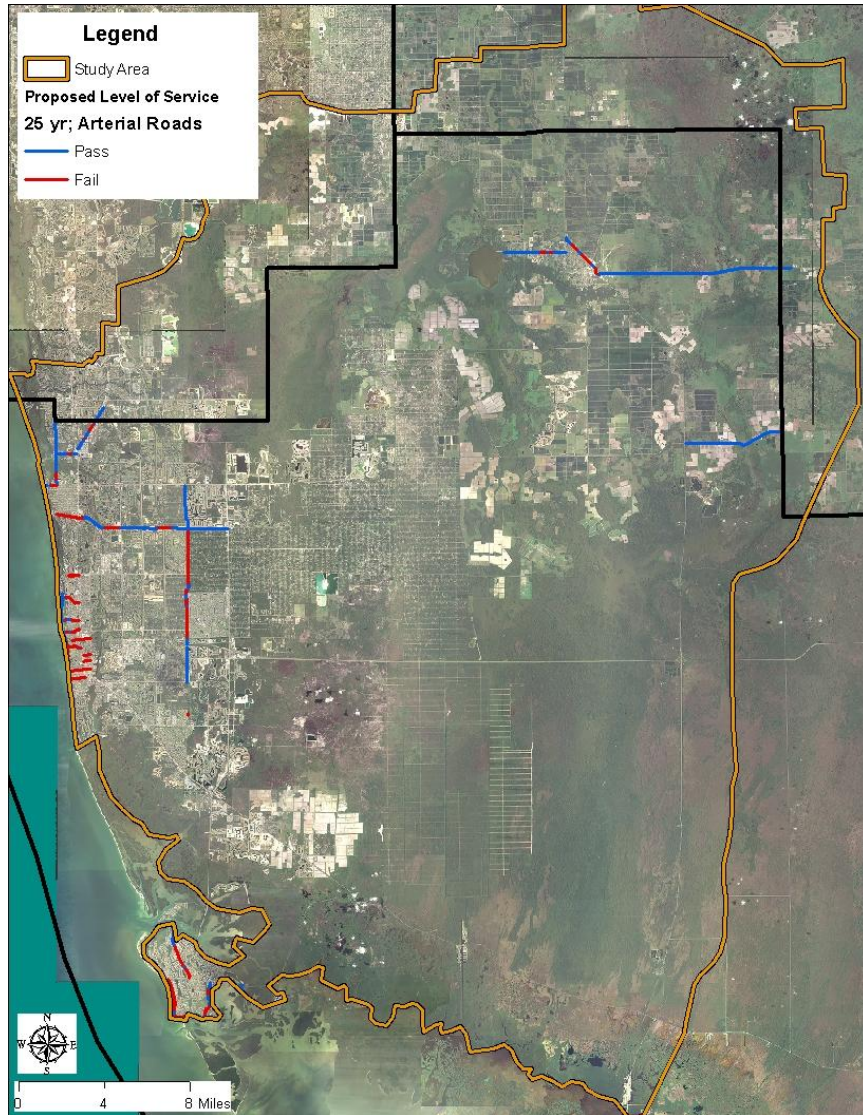 Legend
Study Area
Proposed Level of Service
25 yr; Arterial Roads
Pass
Fail
N
W E
S
0 4 8 Miles